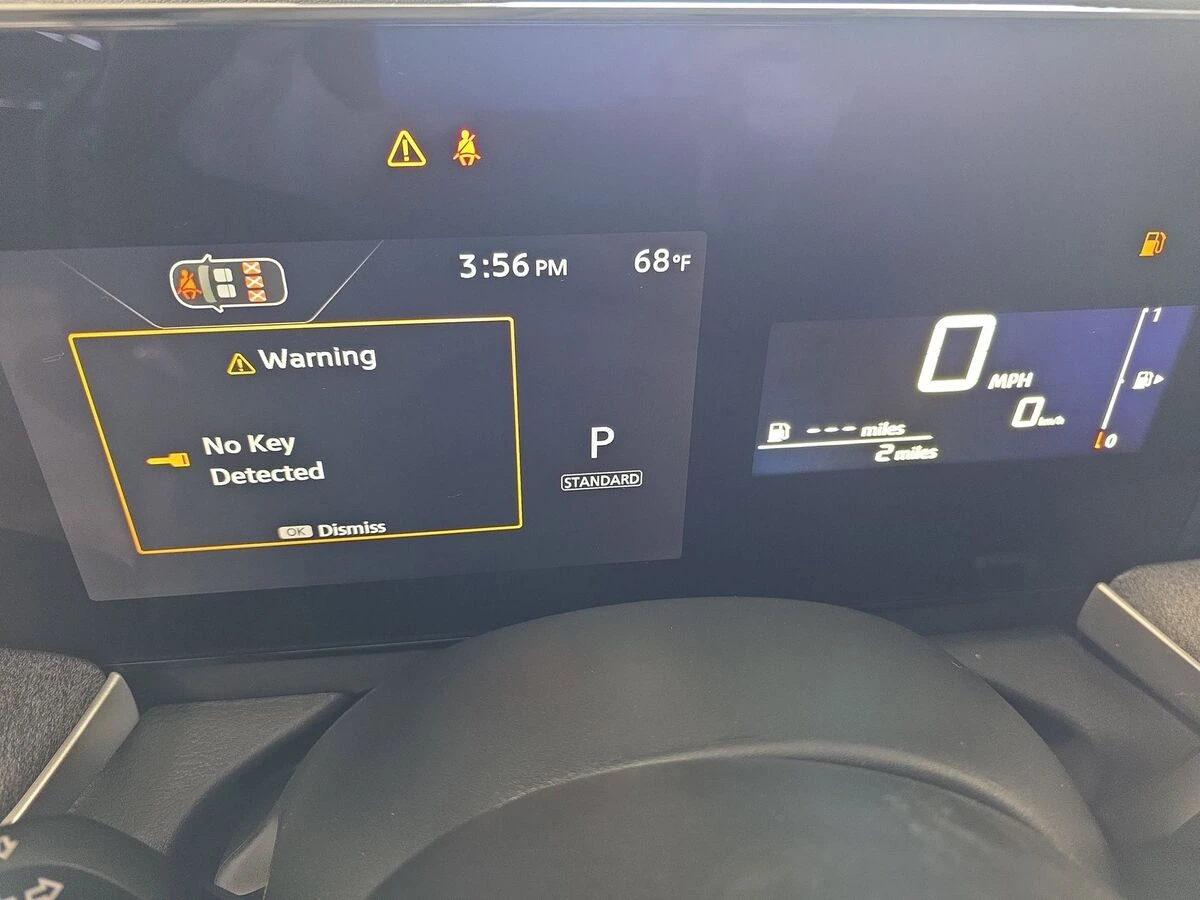 3:56 PM 68°F
Warning
No Key
Detected
OK Dismiss
P
STANDARD
0 MPH
0 km/h
--- miles
2 miles
1
0